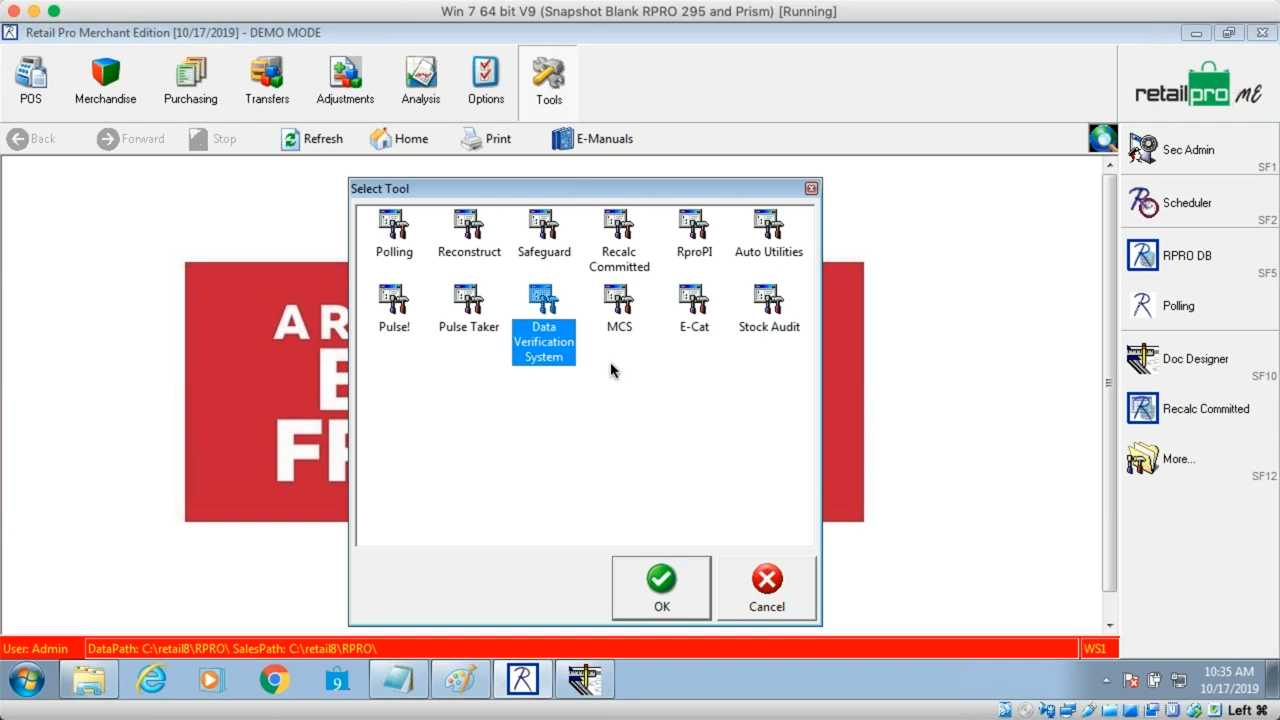 Win 7 64 bit V9 (Snapshot Blank RPRO 295 and Prism) [Running]
Retail Pro Merchant Edition [10/17/2019] - DEMO MODE
POS
Merchandise
Purchasing
Transfers
Adjustments
Analysis
Options
Tools
retailpro ME
Back
Forward
Stop
Refresh
Home
Print
E-Manuals
Sec Admin
SF1
Scheduler
SF2
RPRO DB
SF5
Polling
Doc Designer
SF10
Recalc Committed
More...
SF12
Select Tool
Polling
Reconstruct
Safeguard
Recalc
Committed
RproPI
Auto Utilities
Pulse!
Pulse Taker
Data
Verification
System
MCS
E-Cat
Stock Audit
OK
Cancel
AR
E
FR
User: Admin
DataPath: C:\retail8\RPRO\ SalesPath: C:\retail8\RPRO\
WS1
9
10:35 AM
10/17/2019
Left ⌘